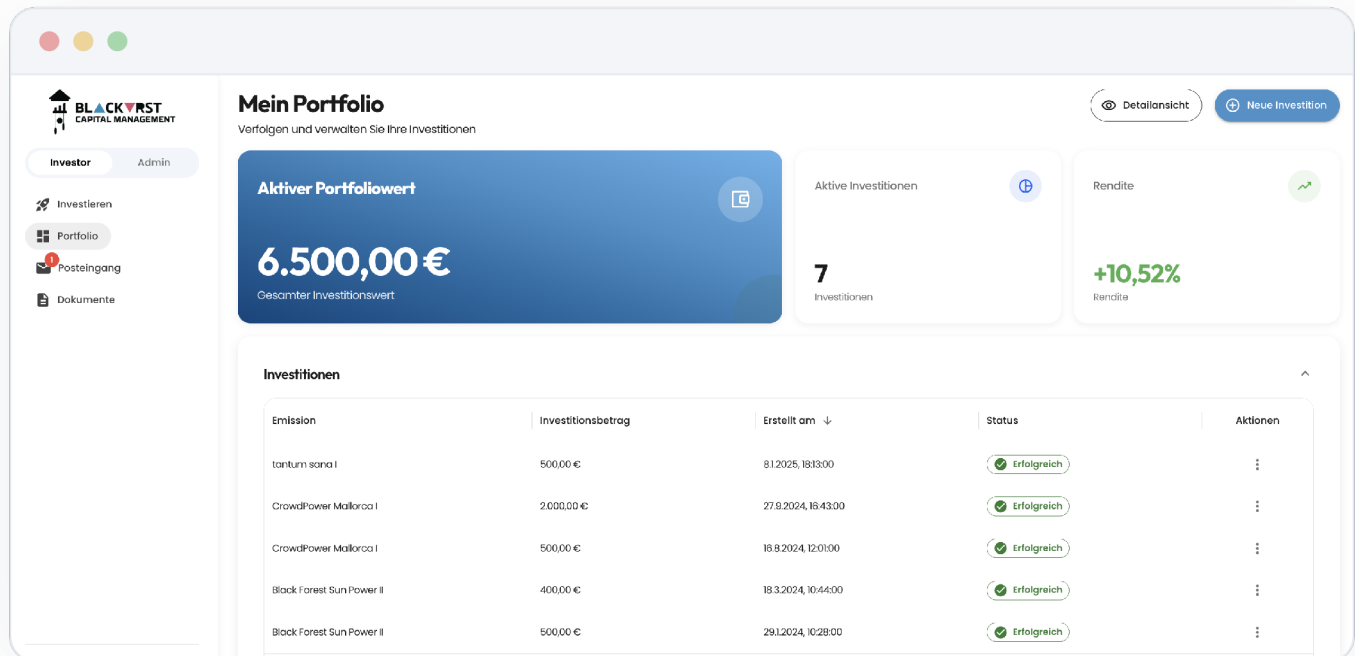 BLACKVRST
CAPITAL MANAGEMENT
Investor Admin
Investieren
Portfolio
1
Posteingang
Dokumente
Mein Portfolio
Verfolgen und verwalten Sie Ihre Investitionen
Detailansicht
Neue Investition
Aktiver Portfoliowert
6.500,00 €
Gesamter Investitionswert
Aktive Investitionen
7
Investitionen
Rendite
+10,52%
Rendite
Investitionen
Emission Investitionsbetrag Erstellt am Status Aktionen
tantum sana I 500,00 € 8.1.2025, 18:13:00 Erfolgreich
CrowdPower Mallorca I 2.000,00 € 27.9.2024, 16:43:00 Erfolgreich
CrowdPower Mallorca I 500,00 € 16.8.2024, 12:01:00 Erfolgreich
Black Forest Sun Power II 400,00 € 18.3.2024, 10:44:00 Erfolgreich
Black Forest Sun Power II 500,00 € 29.1.2024, 10:28:00 Erfolgreich